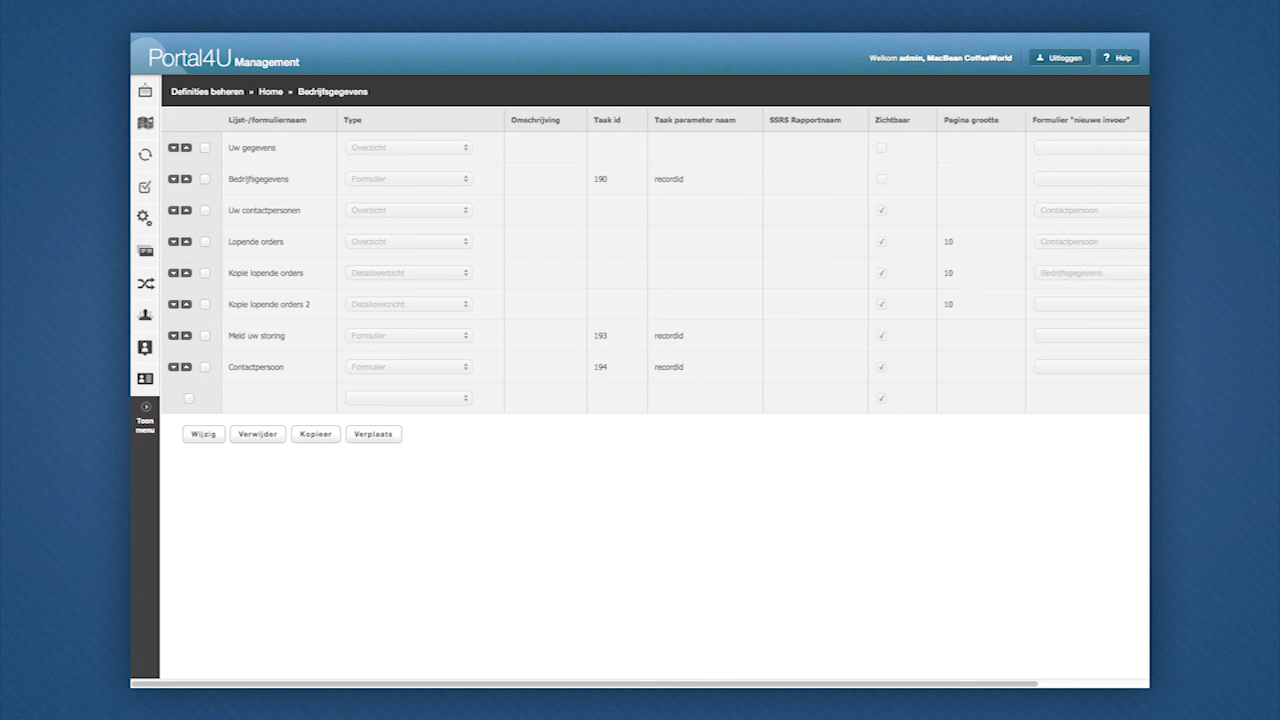 Portal4U Management
Welkom admin, MacBean CoffeeWorld
Uitloggen
? Help
Definities beheren » Home » Bedrijfsgegevens
Lijst-/formuliernaam Type Omschrijving Taak id Taak parameter naam SSRS Rapportnaam Zichtbaar Pagina grootte Formulier "nieuwe invoer"
Uw gegevens Overzicht
Bedrijfsgegevens Formulier 190 recordid
Uw contactpersonen Overzicht Contactpersoon
Lopende orders Overzicht 10 Contactpersoon
Kopie lopende orders Detailoverzicht 10 Bedrijfsgegevens
Kopie lopende orders 2 Detailoverzicht 10
Meld uw storing Formulier 193 recordid
Contactpersoon Formulier 194 recordid
Toon
menu
Wijzig Verwijder Kopieer Verplaats